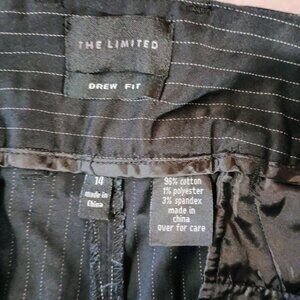 THE LIMITED
DREW FIT
14
made in
China
96% cotton
1% polyester
3% spandex
made in
china
over for care